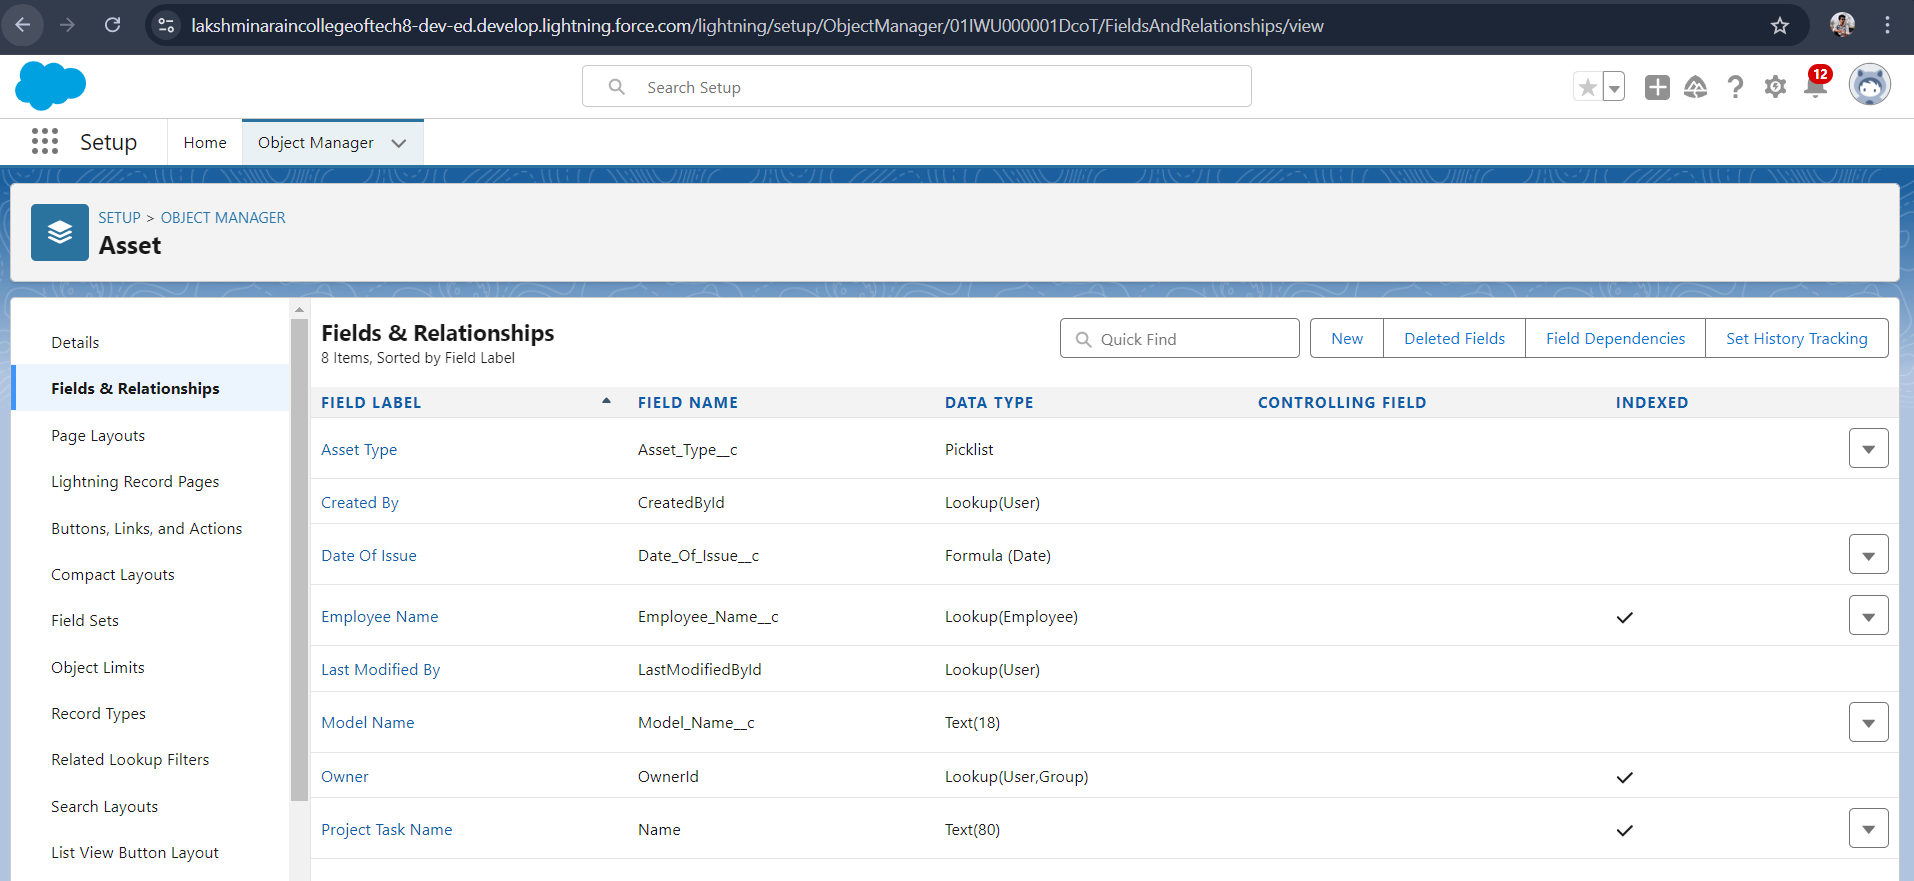 lakshminaraincollegeoftech8-dev-ed.develop.lightning.force.com/lightning/setup/ObjectManager/01IWU000001DcoT/FieldsAndRelationships/view
Search Setup
12
Setup
Home
Object Manager
SETUP > OBJECT MANAGER
Asset
Details
Fields & Relationships
Page Layouts
Lightning Record Pages
Buttons, Links, and Actions
Compact Layouts
Field Sets
Object Limits
Record Types
Related Lookup Filters
Search Layouts
List View Button Layout
Fields & Relationships
8 Items, Sorted by Field Label
Quick Find
New
Deleted Fields
Field Dependencies
Set History Tracking
FIELD LABEL FIELD NAME DATA TYPE CONTROLLING FIELD INDEXED
Asset Type Asset_Type__c Picklist
Created By CreatedById Lookup(User)
Date Of Issue Date_Of_Issue__c Formula (Date)
Employee Name Employee_Name__c Lookup(Employee)
Last Modified By LastModifiedById Lookup(User)
Model Name Model_Name__c Text(18)
Owner OwnerId Lookup(User,Group)
Project Task Name Name Text(80)